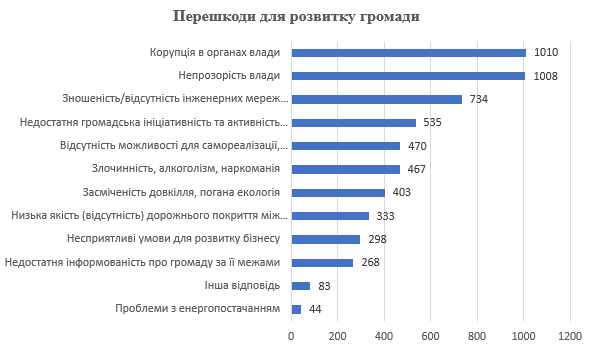 Перешкоди для розвитку громади
Корупція в органах влади 1010
Непрозорість влади 1008
Зношеність/відсутність інженерних мереж... 734
Недостатня громадська ініціативність та активність... 535
Відсутність можливості для самореалізації,... 470
Злочинність, алкоголізм, наркоманія 467
Засміченість довкілля, погана екологія 403
Низька якість (відсутність) дорожнього покриття між... 333
Несприятливі умови для розвитку бізнесу 298
Недостатня інформованість про громаду за її межами 268
Інша відповідь 83
Проблеми з енергопостачанням 44
0 200 400 600 800 1000 1200